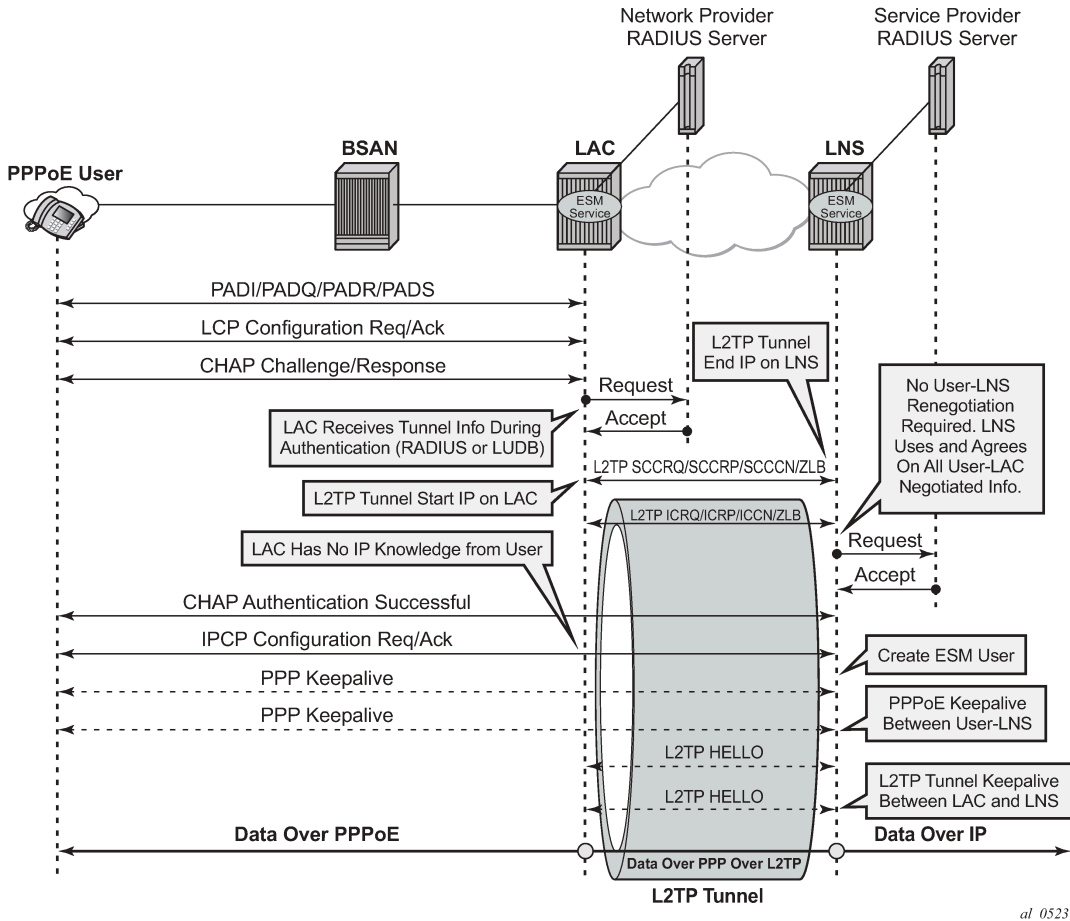 Network Provider
RADIUS Server
Service Provider
RADIUS Server
BSAN
LAC
LNS
PPPoE User
ESM
Service
ESM
Service
PADI/PADQ/PADR/PADS
LCP Configuration Req/Ack
L2TP Tunnel
End IP on LNS
CHAP Challenge/Response
Request
No User-LNS
Renegotiation
Required. LNS
Uses and Agrees
On All User-LAC
Negotiated Info.
Accept
LAC Receives Tunnel Info During
Authentication (RADIUS or LUDB)
L2TP SCCRQ/SCCRP/SCCCN/ZLB
L2TP Tunnel Start IP on LAC
L2TP ICRQ/ICRP/ICCN/ZLB
Request
LAC Has No IP Knowledge from User
Accept
CHAP Authentication Successful
IPCP Configuration Req/Ack
Create ESM User
PPP Keepalive
PPP Keepalive
PPPoE Keepalive
Between User-LNS
L2TP HELLO
L2TP HELLO
L2TP Tunnel Keepalive
Between LAC and LNS
Data Over PPPoE
Data Over IP
Data Over PPP Over L2TP
L2TP Tunnel
al_0523